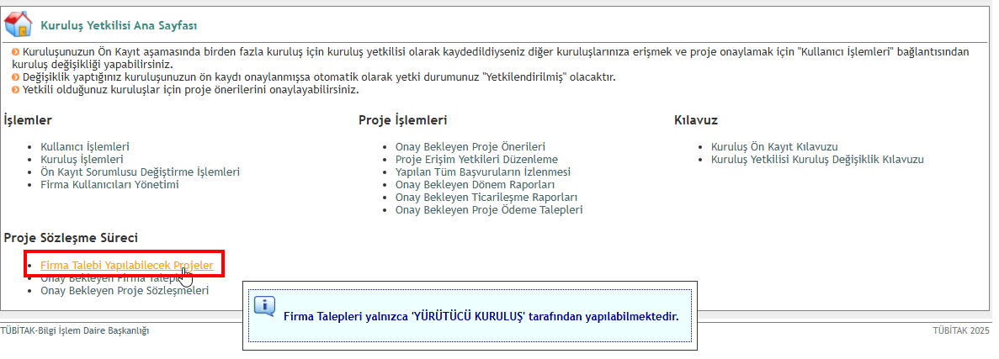 Kuruluş Yetkilisi Ana Sayfası
Kuruluşunuzun Ön Kayıt aşamasında birden fazla kuruluş için kuruluş yetkilisi olarak kaydedildiyseniz diğer kuruluşlarınıza erişmek ve proje onaylamak için "Kullanıcı İşlemleri" bağlantısından
kuruluş değişikliği yapabilirsiniz.
Değişiklik yaptığınız kuruluşunuzun ön kaydı onaylanmışsa otomatik olarak yetki durumunuz "Yetkilendirilmiş" olacaktır.
Yetkili olduğunuz kuruluşlar için proje önerilerini onaylayabilirsiniz.
İşlemler
Kullanıcı İşlemleri
Kuruluş İşlemleri
Ön Kayıt Sorumlusu Değiştirme İşlemleri
Firma Kullanıcıları Yönetimi
Proje İşlemleri
Onay Bekleyen Proje Önerileri
Proje Erişim Yetkileri Düzenleme
Yapılan Tüm Başvuruların İzlenmesi
Onay Bekleyen Dönem Raporları
Onay Bekleyen Ticarileşme Raporları
Onay Bekleyen Proje Ödeme Talepleri
Kılavuz
Kuruluş Ön Kayıt Kılavuzu
Kuruluş Yetkilisi Kuruluş Değişiklik Kılavuzu
Proje Sözleşme Süreci
Firma Talebi Yapılabilecek Projeler
Onay Bekleyen Firma
Onay Bekleyen Proje Sözleşmeleri
Firma Talepleri yalnızca 'YÜRÜTÜCÜ KURULUŞ' tarafından yapılabilmektedir.
TÜBİTAK-Bilgi İşlem Daire Başkanlığı
TÜBİTAK 2025